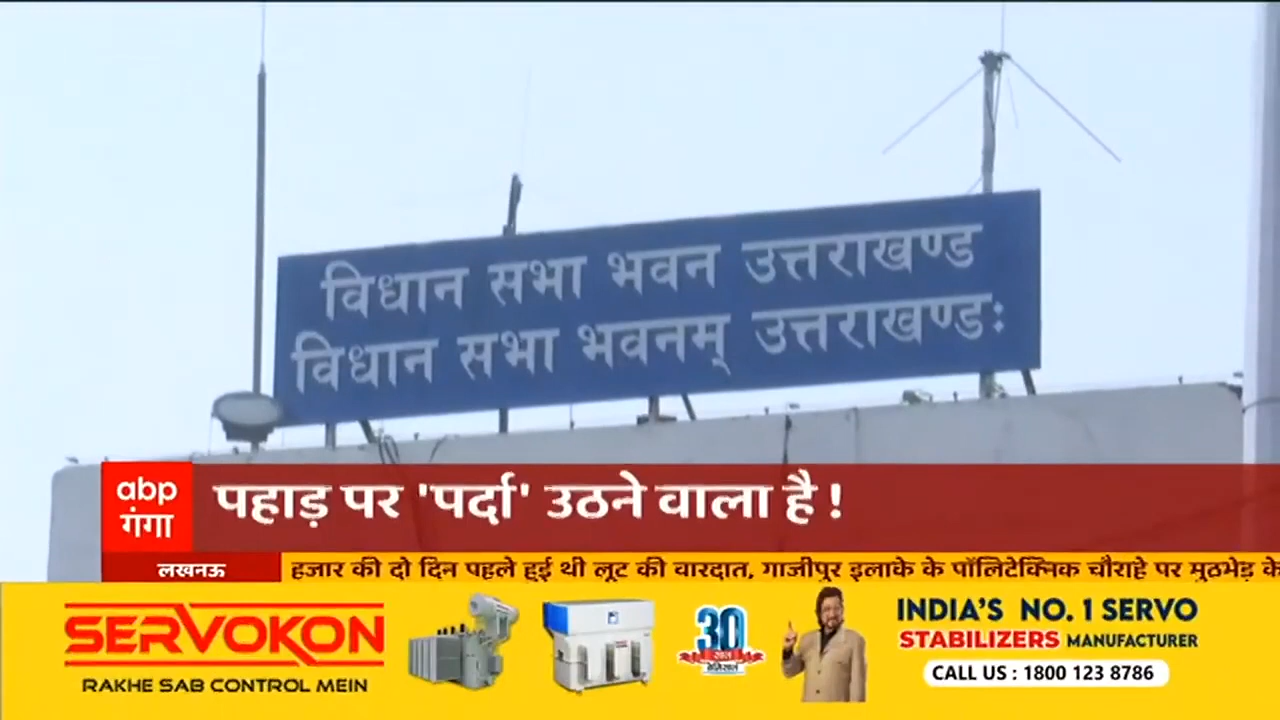 विधान सभा भवन उत्तराखण्ड
विधान सभा भवनम् उत्तराखण्डः
abp
गंगा
पहाड़ पर 'पर्दा' उठने वाला है!
लखनऊ
हजार की दो दिन पहले हुई थी लूट की वारदात, गाजीपुर इलाके के पॉलिटेक्निक चौराहे पर मुठभेड़ के
SERVOKON
RAKHE SAB CONTROL MEIN
30
साल
बेमिसाल
INDIA'S NO. 1 SERVO
STABILIZERS MANUFACTURER
CALL US : 1800 123 8786